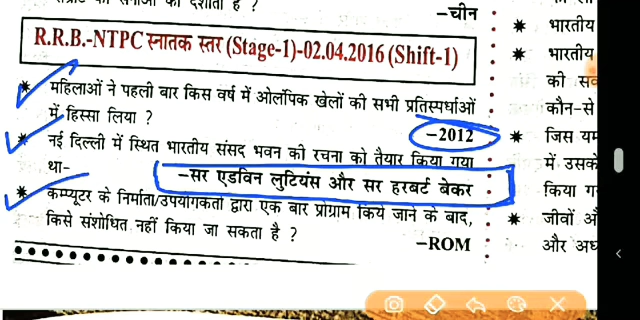 सम्राट की सेनाओं को दर्शाता है ?
–चीन
R.R.B.-NTPC स्नातक स्तर (Stage-1)-02.04.2016 (Shift-1)
* महिलाओं ने पहली बार किस वर्ष में ओलंपिक खेलों की सभी प्रतिस्पर्धाओं
में हिस्सा लिया ?
–2012
* नई दिल्ली में स्थित भारतीय संसद भवन की रचना को तैयार किया गया
था–
–सर एडविन लुटियंस और सर हरबर्ट बेकर
* कम्प्यूटर के निर्माता/उपयोगकर्ता द्वारा एक बार प्रोग्राम किये जाने के बाद,
किसे संशोधित नहीं किया जा सकता है ?
–ROM
* भारतीय
* भारतीय
की
कौन-से
* जिस
में उसके
किया
* जीवों
और